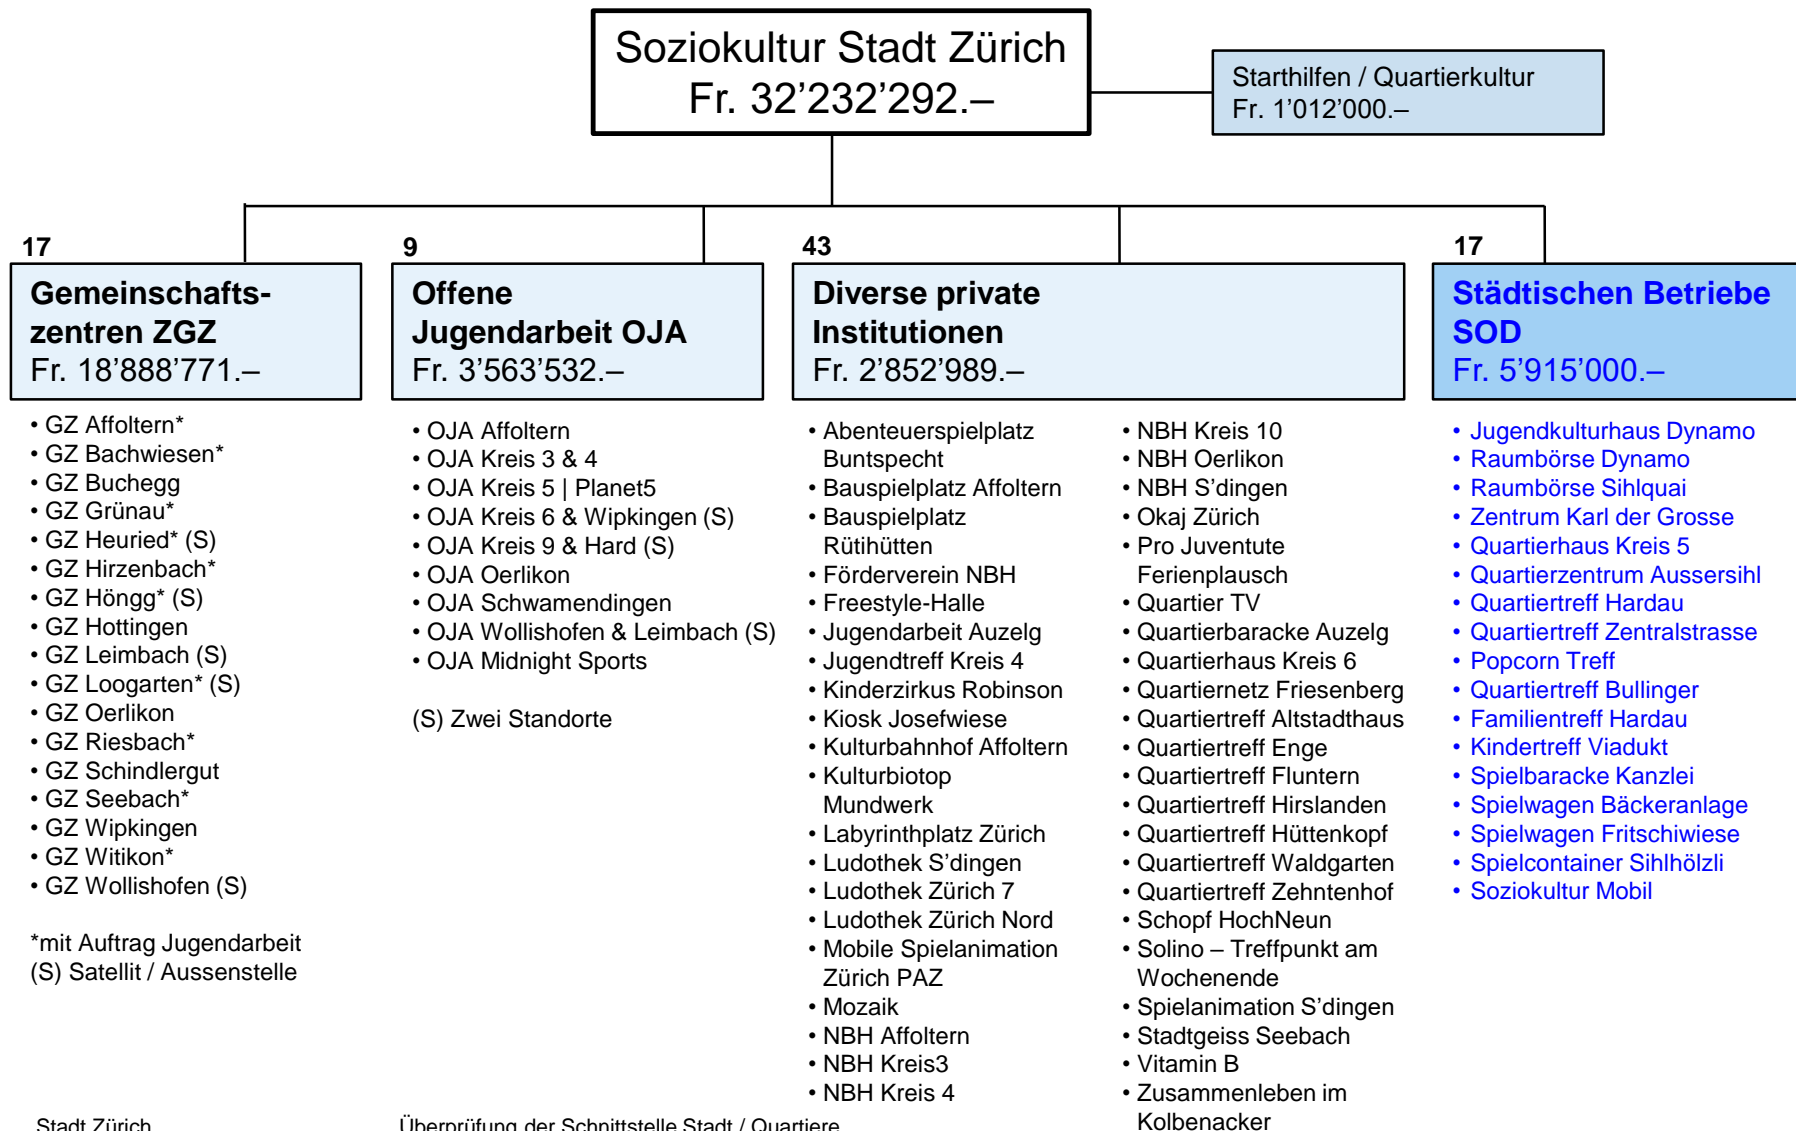 Soziokultur Stadt Zürich
Fr. 32’232’292.–
Starthilfen / Quartierkultur
Fr. 1’012’000.–
17
Gemeinschafts-
zentren ZGZ
Fr. 18’888’771.–
• GZ Affoltern*
• GZ Bachwiesen*
• GZ Buchegg
• GZ Grünau*
• GZ Heuried* (S)
• GZ Hirzenbach*
• GZ Höngg* (S)
• GZ Hottingen
• GZ Leimbach (S)
• GZ Loogarten* (S)
• GZ Oerlikon
• GZ Riesbach*
• GZ Schindlergut
• GZ Seebach*
• GZ Wipkingen
• GZ Witikon*
• GZ Wollishofen (S)
*mit Auftrag Jugendarbeit
(S) Satellit / Aussenstelle
9
Offene
Jugendarbeit OJA
Fr. 3’563’532.–
• OJA Affoltern
• OJA Kreis 3 & 4
• OJA Kreis 5 | Planet5
• OJA Kreis 6 & Wipkingen (S)
• OJA Kreis 9 & Hard (S)
• OJA Oerlikon
• OJA Schwamendingen
• OJA Wollishofen & Leimbach (S)
• OJA Midnight Sports
(S) Zwei Standorte
43
Diverse private
Institutionen
Fr. 2’852’989.–
• Abenteuerspielplatz
Buntspecht
• Bauspielplatz Affoltern
• Bauspielplatz
Rütihütten
• Förderverein NBH
• Freestyle-Halle
• Jugendarbeit Auzelg
• Jugendtreff Kreis 4
• Kinderzirkus Robinson
• Kiosk Josefwiese
• Kulturbahnhof Affoltern
• Kulturbiotop
Mundwerk
• Labyrinthplatz Zürich
• Ludothek S’dingen
• Ludothek Zürich 7
• Ludothek Zürich Nord
• Mobile Spielanimation
Zürich PAZ
• Mozaik
• NBH Affoltern
• NBH Kreis3
• NBH Kreis 4
• NBH Kreis 10
• NBH Oerlikon
• NBH S’dingen
• Okaj Zürich
• Pro Juventute
Ferienplausch
• Quartier TV
• Quartierbaracke Auzelg
• Quartierhaus Kreis 6
• Quartiernetz Friesenberg
• Quartiertreff Altstadthaus
• Quartiertreff Enge
• Quartiertreff Fluntern
• Quartiertreff Hirslanden
• Quartiertreff Hüttenkopf
• Quartiertreff Waldgarten
• Quartiertreff Zehntenhof
• Schopf HochNeun
• Solino – Treffpunkt am
Wochenende
• Spielanimation S’dingen
• Stadtgeiss Seebach
• Vitamin B
• Zusammenleben im
Kolbenacker
17
Städtischen Betriebe
SOD
Fr. 5’915’000.–
• Jugendkulturhaus Dynamo
• Raumbörse Dynamo
• Raumbörse Sihlquai
• Zentrum Karl der Grosse
• Quartierhaus Kreis 5
• Quartierzentrum Aussersihl
• Quartiertreff Hardau
• Quartiertreff Zentralstrasse
• Popcorn Treff
• Quartiertreff Bullinger
• Familientreff Hardau
• Kindertreff Viadukt
• Spielbaracke Kanzlei
• Spielwagen Bäckeranlage
• Spielwagen Fritschiwiese
• Spielcontainer Sihlhölzli
• Soziokultur Mobil
Stadt Zürich
Überprüfung der Schnittstelle Stadt / Quartiere